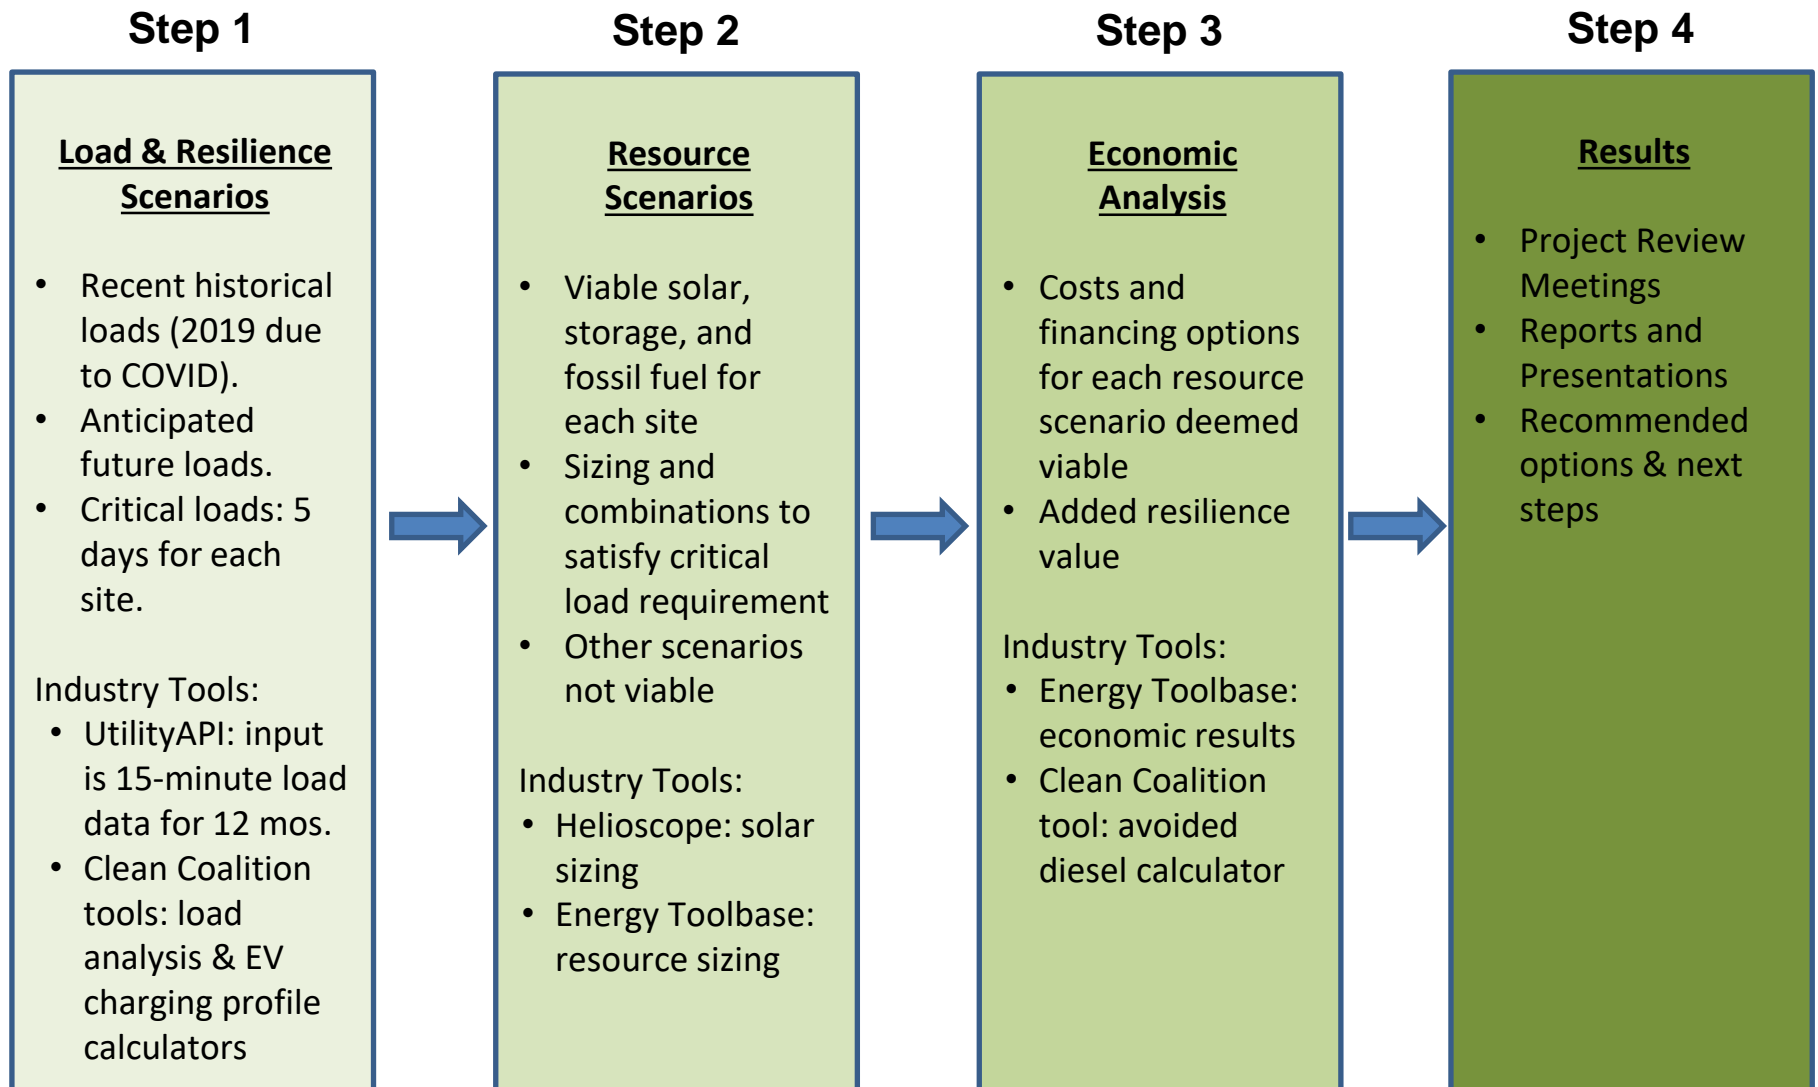 Step 1
Load & Resilience
Scenarios
• Recent historical
loads (2019 due
to COVID).
• Anticipated
future loads.
• Critical loads: 5
days for each
site.
Industry Tools:
• UtilityAPI: input
is 15-minute load
data for 12 mos.
• Clean Coalition
tools: load
analysis & EV
charging profile
calculators
Step 2
Resource
Scenarios
• Viable solar,
storage, and
fossil fuel for
each site
• Sizing and
combinations to
satisfy critical
load requirement
• Other scenarios
not viable
Industry Tools:
• Helioscope: solar
sizing
• Energy Toolbase:
resource sizing
Step 3
Economic
Analysis
• Costs and
financing options
for each resource
scenario deemed
viable
• Added resilience
value
Industry Tools:
• Energy Toolbase:
economic results
• Clean Coalition
tool: avoided
diesel calculator
Step 4
Results
• Project Review
Meetings
• Reports and
Presentations
• Recommended
options & next
steps